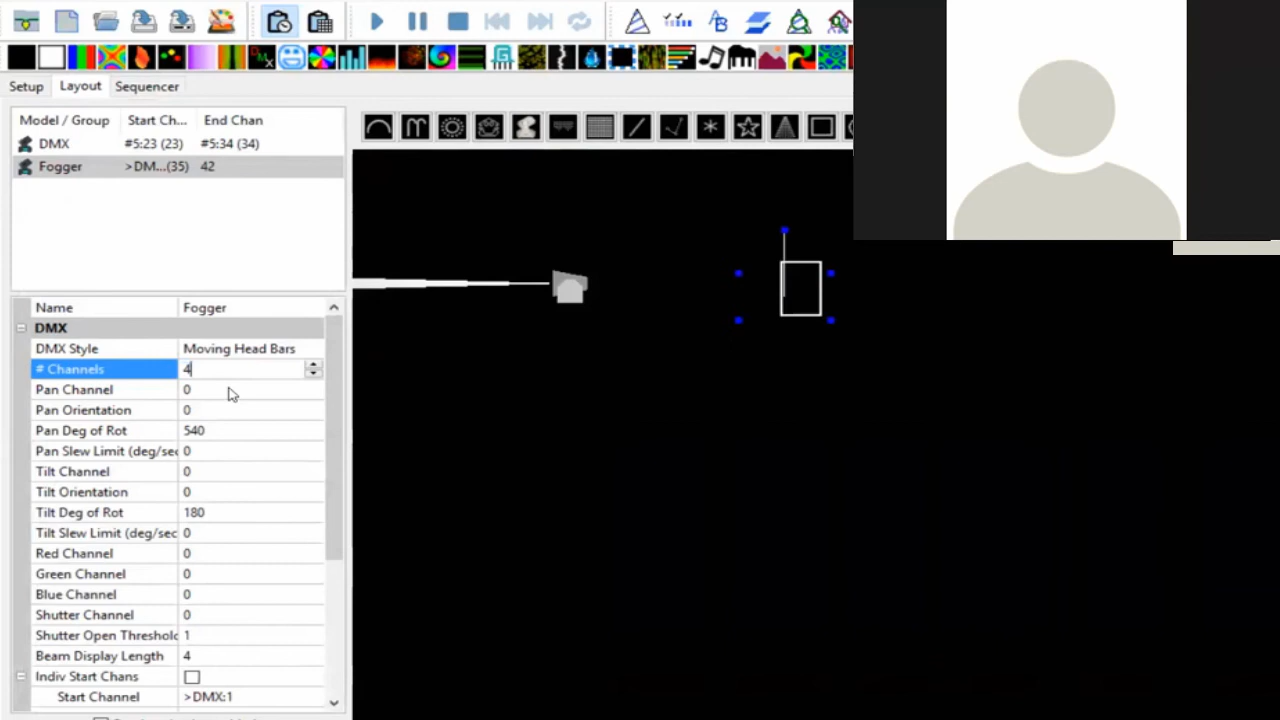 Setup Layout Sequencer
Model / Group Start Ch... End Chan
DMX #5:23 (23) #5:34 (34)
Fogger >DM...(35) 42
Name Fogger
DMX
DMX Style Moving Head Bars
# Channels 4
Pan Channel 0
Pan Orientation 0
Pan Deg of Rot 540
Pan Slew Limit (deg/sec 0
Tilt Channel 0
Tilt Orientation 0
Tilt Deg of Rot 180
Tilt Slew Limit (deg/sec 0
Red Channel 0
Green Channel 0
Blue Channel 0
Shutter Channel 0
Shutter Open Threshold 1
Beam Display Length 4
Indiv Start Chans
Start Channel >DMX:1